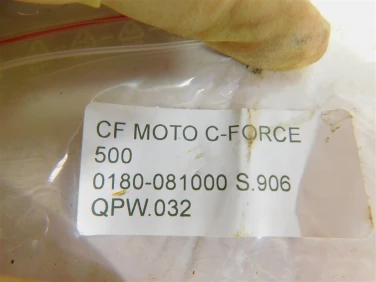 CF MOTO C-FORCE
500
0180-081000 S.906
QPW.032